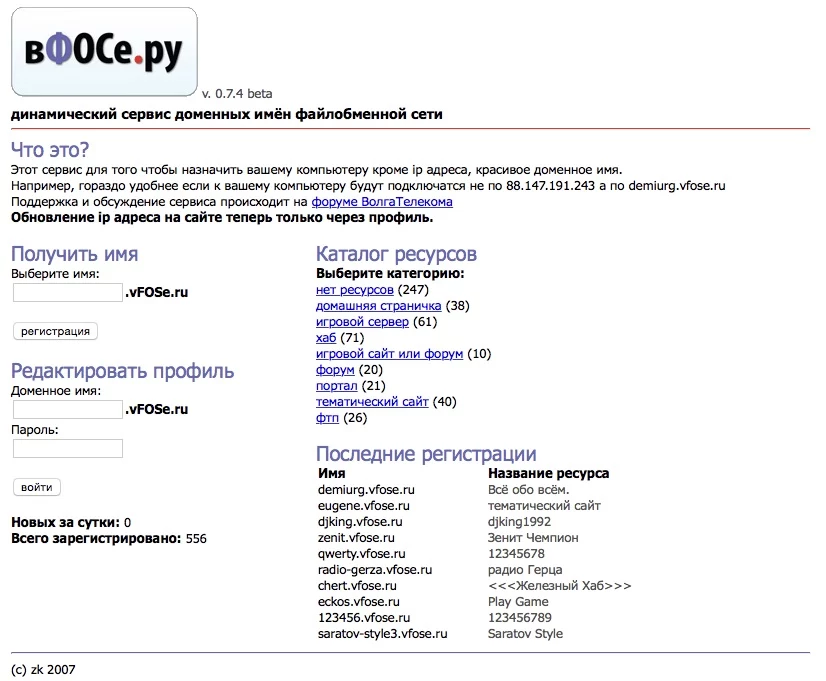 вФОСе.ру
v. 0.7.4 beta
динамический сервис доменных имён файлобменной сети
Что это?
Этот сервис для того чтобы назначить вашему компьютеру кроме ip адреса, красивое доменное имя.
Например, гораздо удобнее если к вашему компьютеру будут подключатся не по 88.147.191.243 а по demiurg.vfose.ru
Поддержка и обсуждение сервиса происходит на форуме ВолгаТелекома
Обновление ip адреса на сайте теперь только через профиль.
Получить имя
Выберите имя:
.vFOSe.ru
регистрация
Редактировать профиль
Доменное имя:
.vFOSe.ru
Пароль:
войти
Новых за сутки: 0
Всего зарегистрировано: 556
Каталог ресурсов
Выберите категорию:
нет ресурсов (247)
домашняя страничка (38)
игровой сервер (61)
хаб (71)
игровой сайт или форум (10)
форум (20)
портал (21)
тематический сайт (40)
фтп (26)
Последние регистрации
Имя Название ресурса
demiurg.vfose.ru Всё обо всём.
eugene.vfose.ru тематический сайт
djking.vfose.ru djking1992
zenit.vfose.ru Зенит Чемпион
qwerty.vfose.ru 12345678
radio-gerza.vfose.ru радио Герца
chert.vfose.ru <<<Железный Хаб>>>
eckos.vfose.ru Play Game
123456.vfose.ru 123456789
saratov-style3.vfose.ru Saratov Style
(c) zk 2007